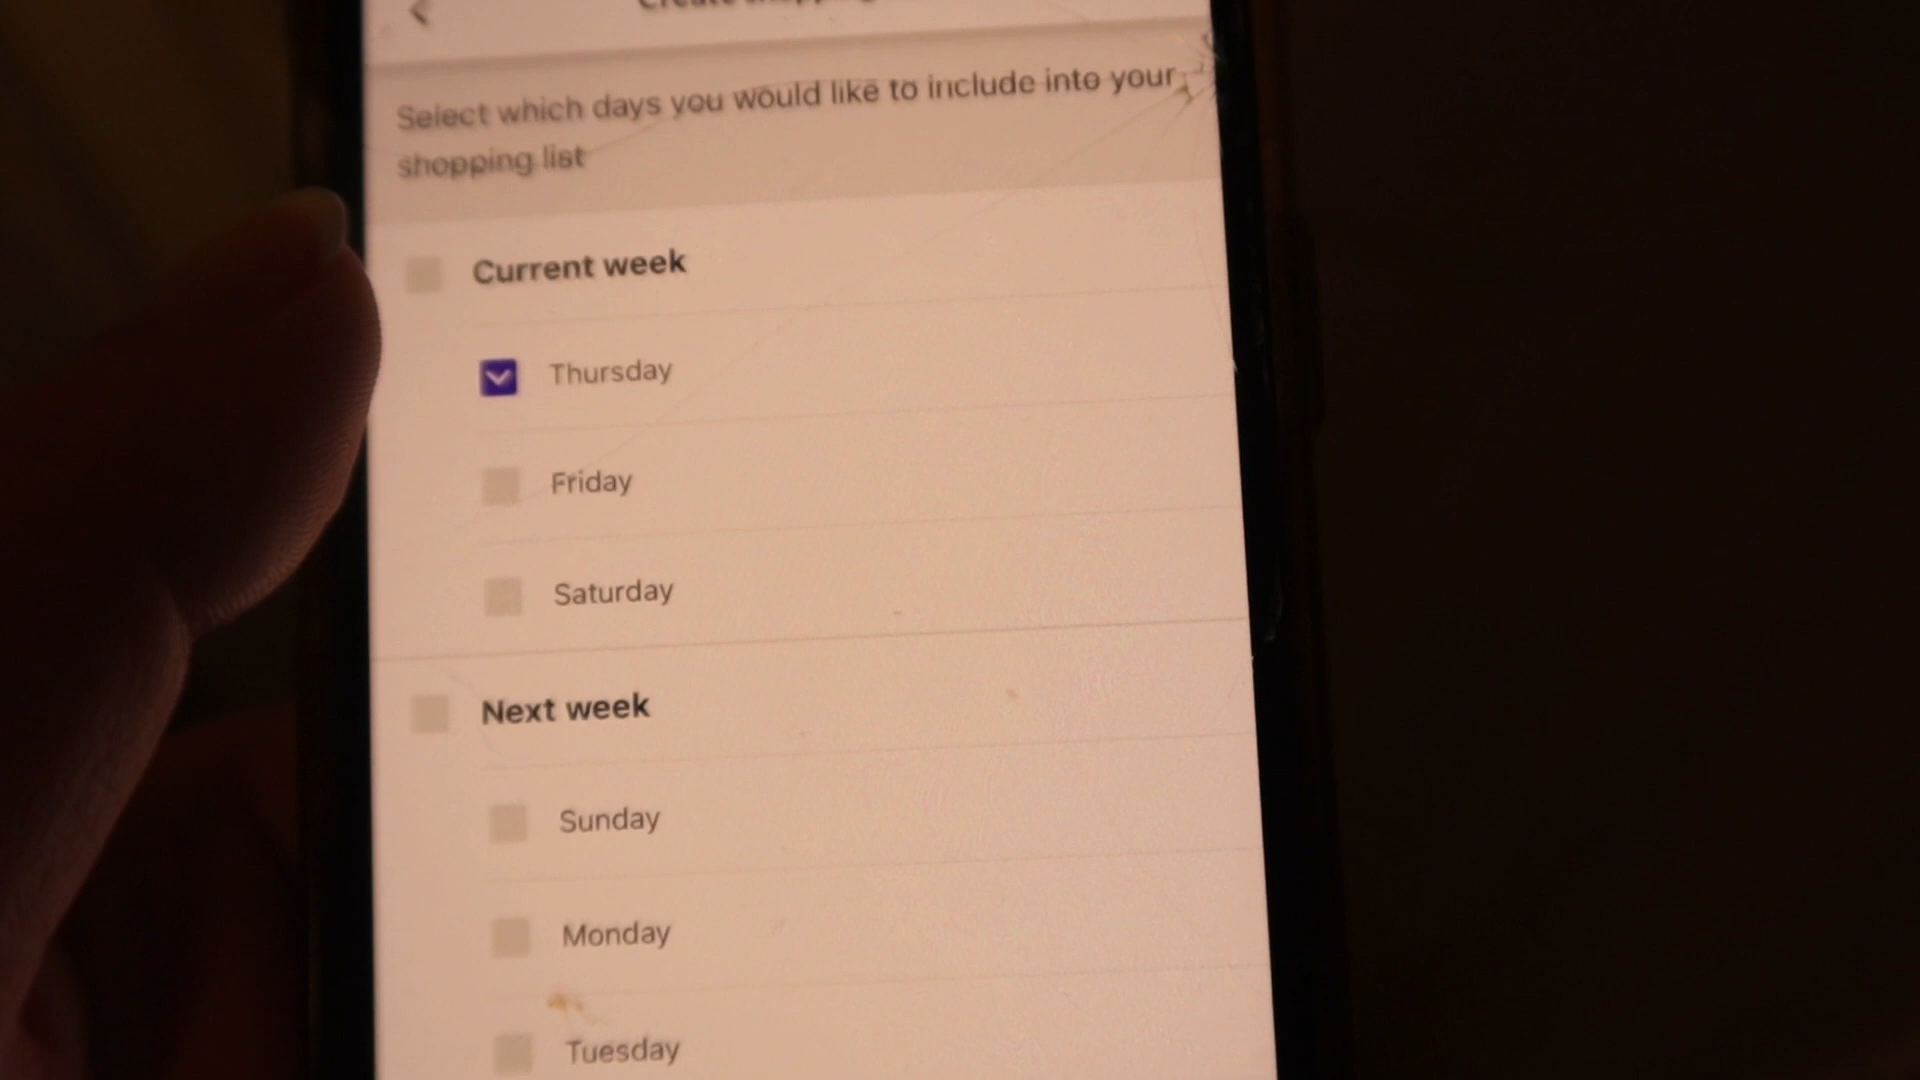 Create
Select which days you would like to include into your
shopping list
Current week
Thursday
Friday
Saturday
Next week
Sunday
Monday
Tuesday